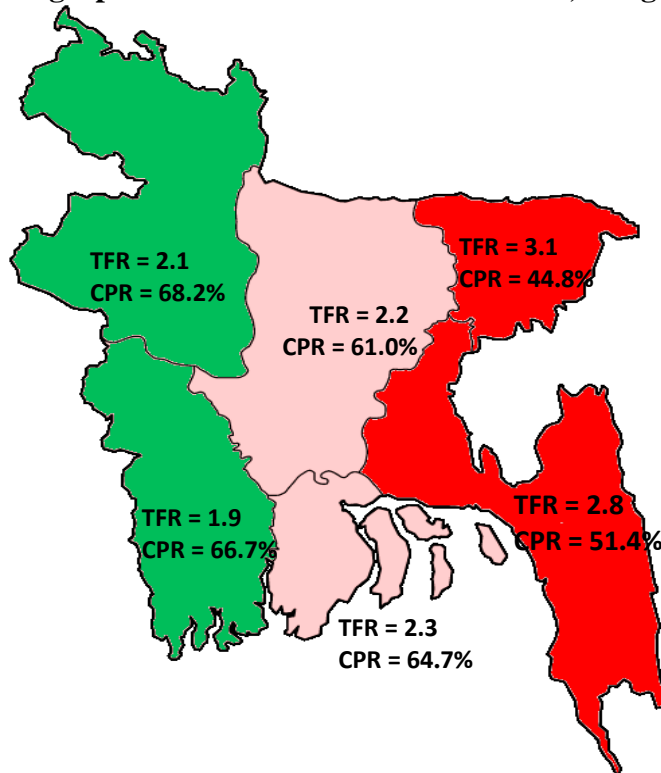 TFR = 2.1
CPR = 68.2%
TFR = 3.1
CPR = 44.8%
TFR = 2.2
CPR = 61.0%
TFR = 1.9
CPR = 66.7%
TFR = 2.8
CPR = 51.4%
TFR = 2.3
CPR = 64.7%